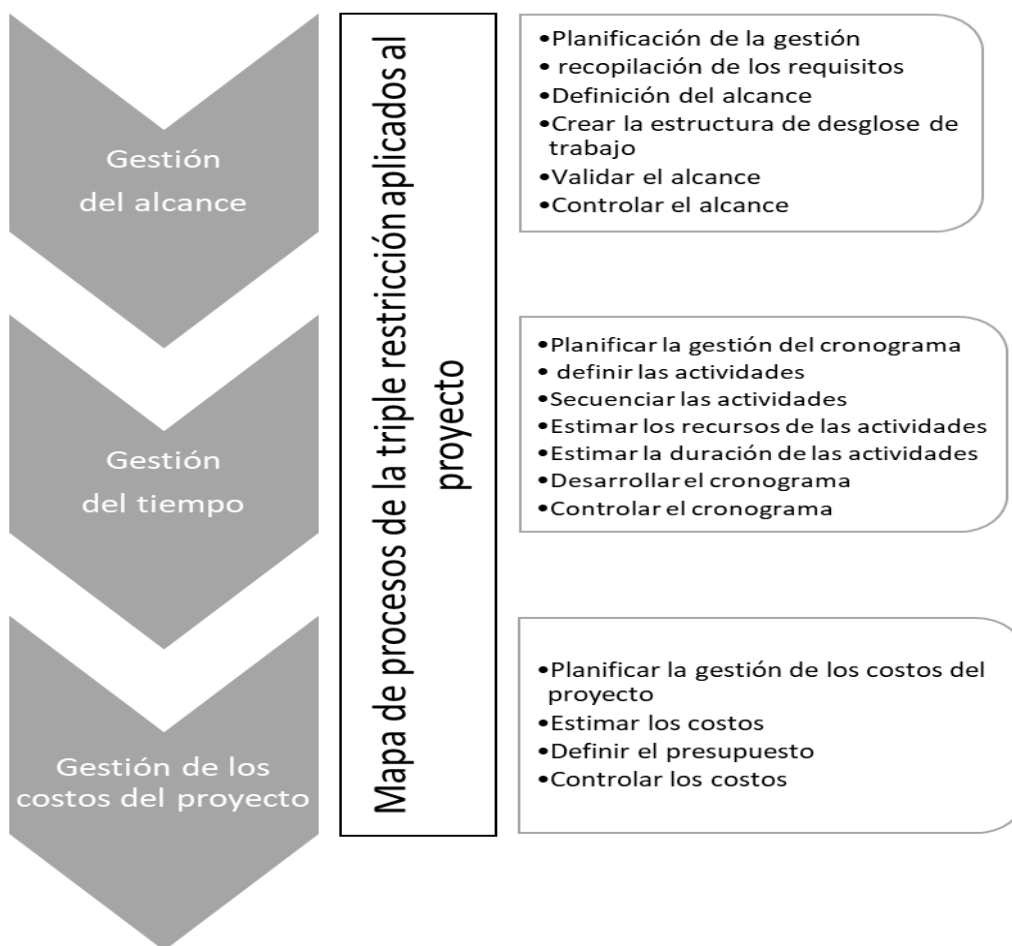 Gestión
del alcance
Mapa de procesos de la triple restricción aplicados al
proyecto
•Planificación de la gestión
• recopilación de los requisitos
•Definición del alcance
•Crear la estructura de desglose de
trabajo
•Validar el alcance
•Controlar el alcance
Gestión
del tiempo
•Planificar la gestión del cronograma
• definir las actividades
•Secuenciar las actividades
•Estimar los recursos de las actividades
•Estimar la duración de las actividades
•Desarrollar el cronograma
•Controlar el cronograma
Gestión de los
costos del proyecto
•Planificar la gestión de los costos del
proyecto
•Estimar los costos
•Definir el presupuesto
•Controlar los costos